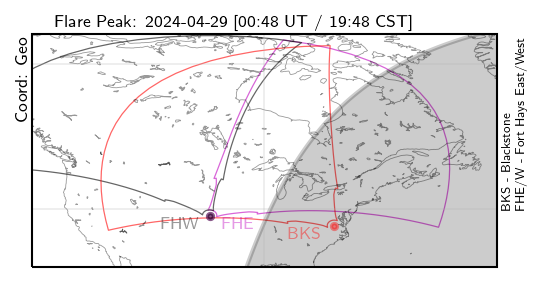 Flare Peak: 2024-04-29 [00:48 UT / 19:48 CST]
Coord: Geo
FHW
FHE
BKS
BKS - Blackstone
FHE/W - Fort Hays East/West